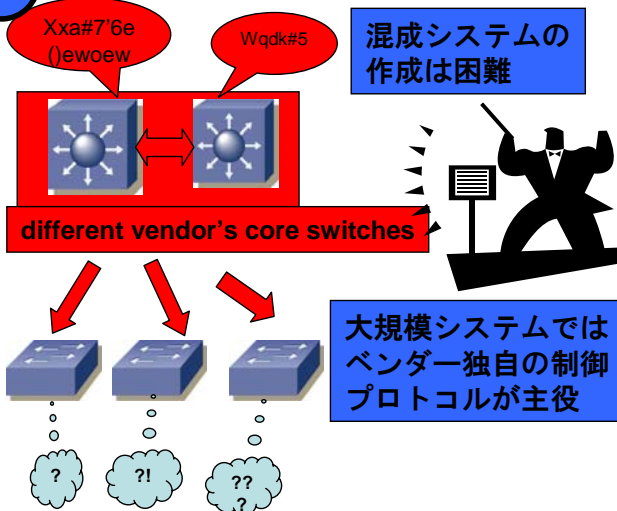 Xxa#7'6e
()ewoew
Wqdk#5
混成システムの
作成は困難
different vendor's core switches
大規模システムでは
ベンダー独自の制御
プロトコルが主役
?
?!
??
?